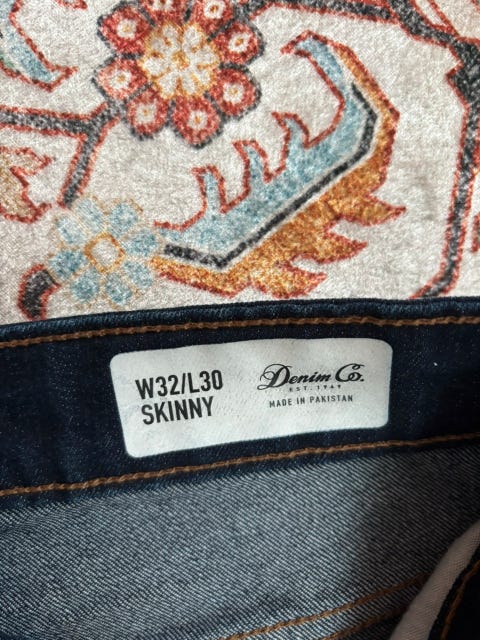 W32/L30
SKINNY
Denim Co.
EST. 1969
MADE IN PAKISTAN